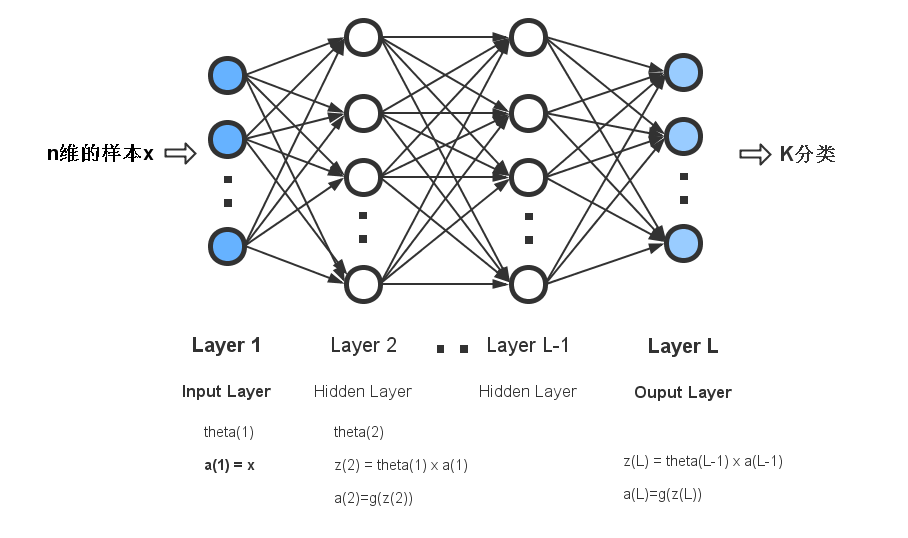 n维的样本x
K分类
Layer 1
Layer 2
Layer L-1
Layer L
Input Layer
Hidden Layer
Hidden Layer
Ouput Layer
theta(1)
theta(2)
a(1) = x
z(2) = theta(1) x a(1)
z(L) = theta(L-1) x a(L-1)
a(2)=g(z(2))
a(L)=g(z(L))